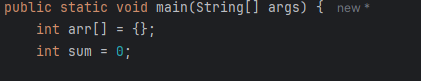 public static void main(String[] args) { new *
    int arr[] = {};
    int sum = 0;